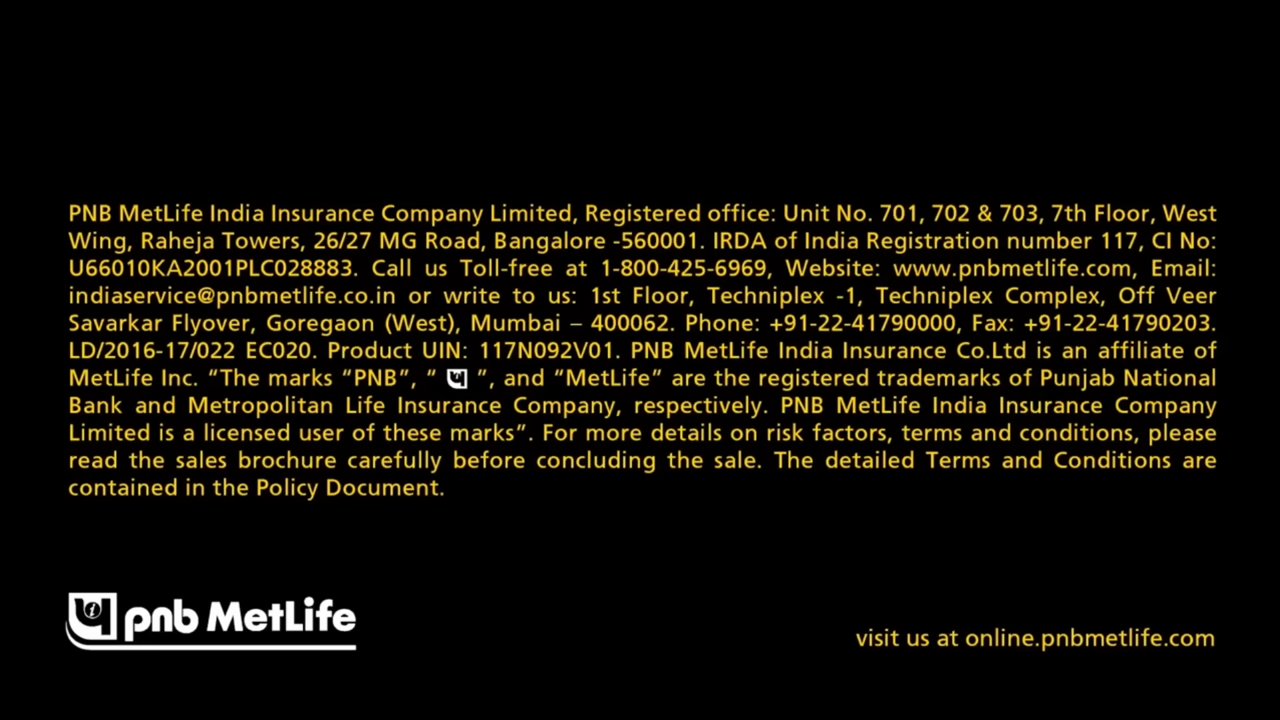 PNB MetLife India Insurance Company Limited, Registered office: Unit No. 701, 702 & 703, 7th Floor, West
Wing, Raheja Towers, 26/27 MG Road, Bangalore -560001. IRDA of India Registration number 117, CI No:
U66010KA2001PLC028883. Call us Toll-free at 1-800-425-6969, Website: www.pnbmetlife.com, Email:
indiaservice@pnbmetlife.co.in or write to us: 1st Floor, Techniplex -1, Techniplex Complex, Off Veer
Savarkar Flyover, Goregaon (West), Mumbai – 400062. Phone: +91-22-41790000, Fax: +91-22-41790203.
LD/2016-17/022 EC020. Product UIN: 117N092V01. PNB MetLife India Insurance Co.Ltd is an affiliate of
MetLife Inc. “The marks “PNB”, “ ”, and “MetLife” are the registered trademarks of Punjab National
Bank and Metropolitan Life Insurance Company, respectively. PNB MetLife India Insurance Company
Limited is a licensed user of these marks”. For more details on risk factors, terms and conditions, please
read the sales brochure carefully before concluding the sale. The detailed Terms and Conditions are
contained in the Policy Document.
pnb MetLife
visit us at online.pnbmetlife.com